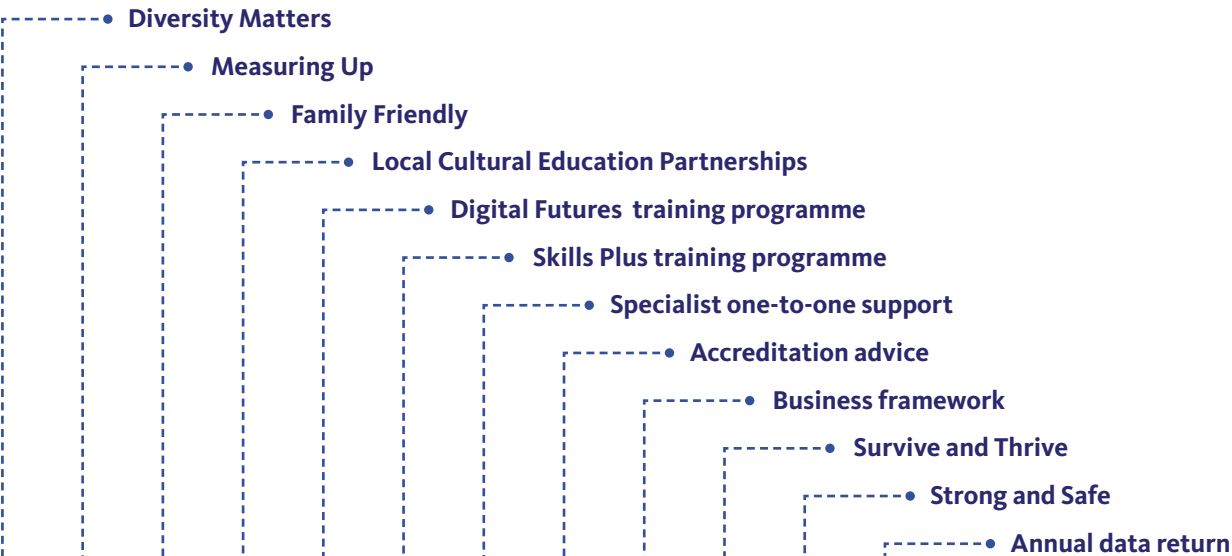 Diversity Matters
Measuring Up
Family Friendly
Local Cultural Education Partnerships
Digital Futures training programme
Skills Plus training programme
Specialist one-to-one support
Accreditation advice
Business framework
Survive and Thrive
Strong and Safe
Annual data return